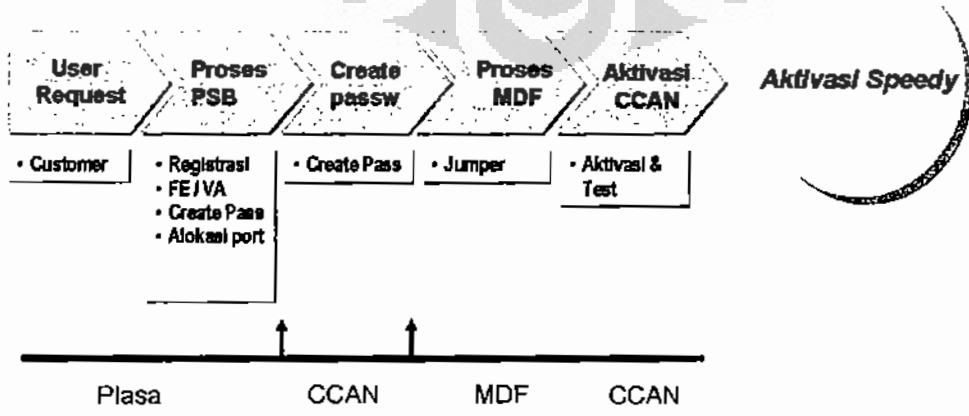 User
Request
Proses
PSB
Create
passw
Proses
MDF
Aktivasi
CCAN
Aktivasi Speedy
• Customer
• Registrasi
• FE / VA
• Create Pass
• Alokasi port
• Create Pass
• Jumper
• Aktivasi &
Test
Plasa
CCAN
MDF
CCAN